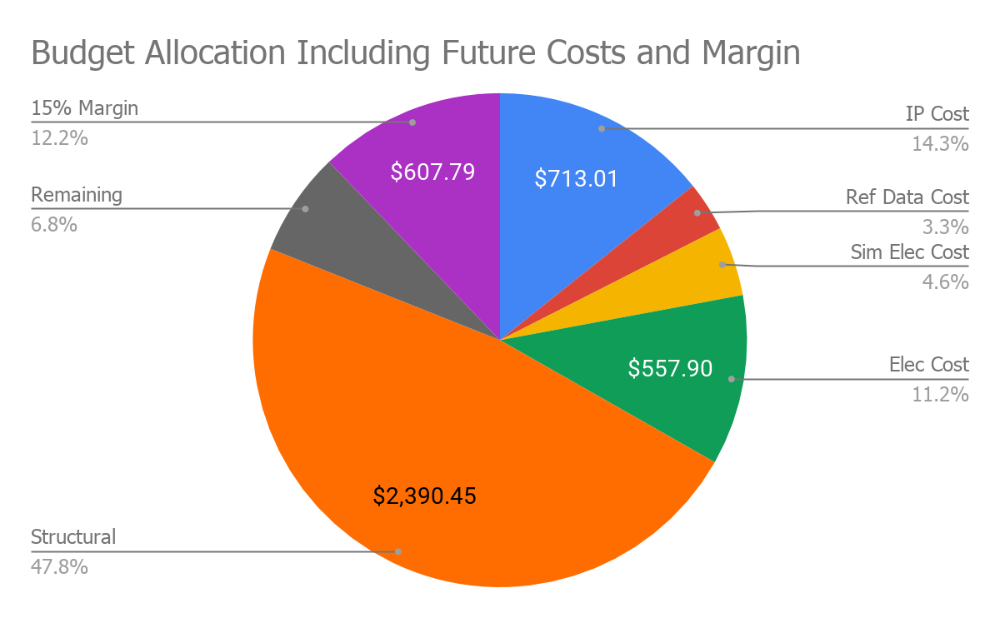 Budget Allocation Including Future Costs and Margin
15% Margin
12.2%
Remaining
6.8%
Structural
47.8%
$607.79
$713.01
$557.90
$2,390.45
IP Cost
14.3%
Ref Data Cost
3.3%
Sim Elec Cost
4.6%
Elec Cost
11.2%